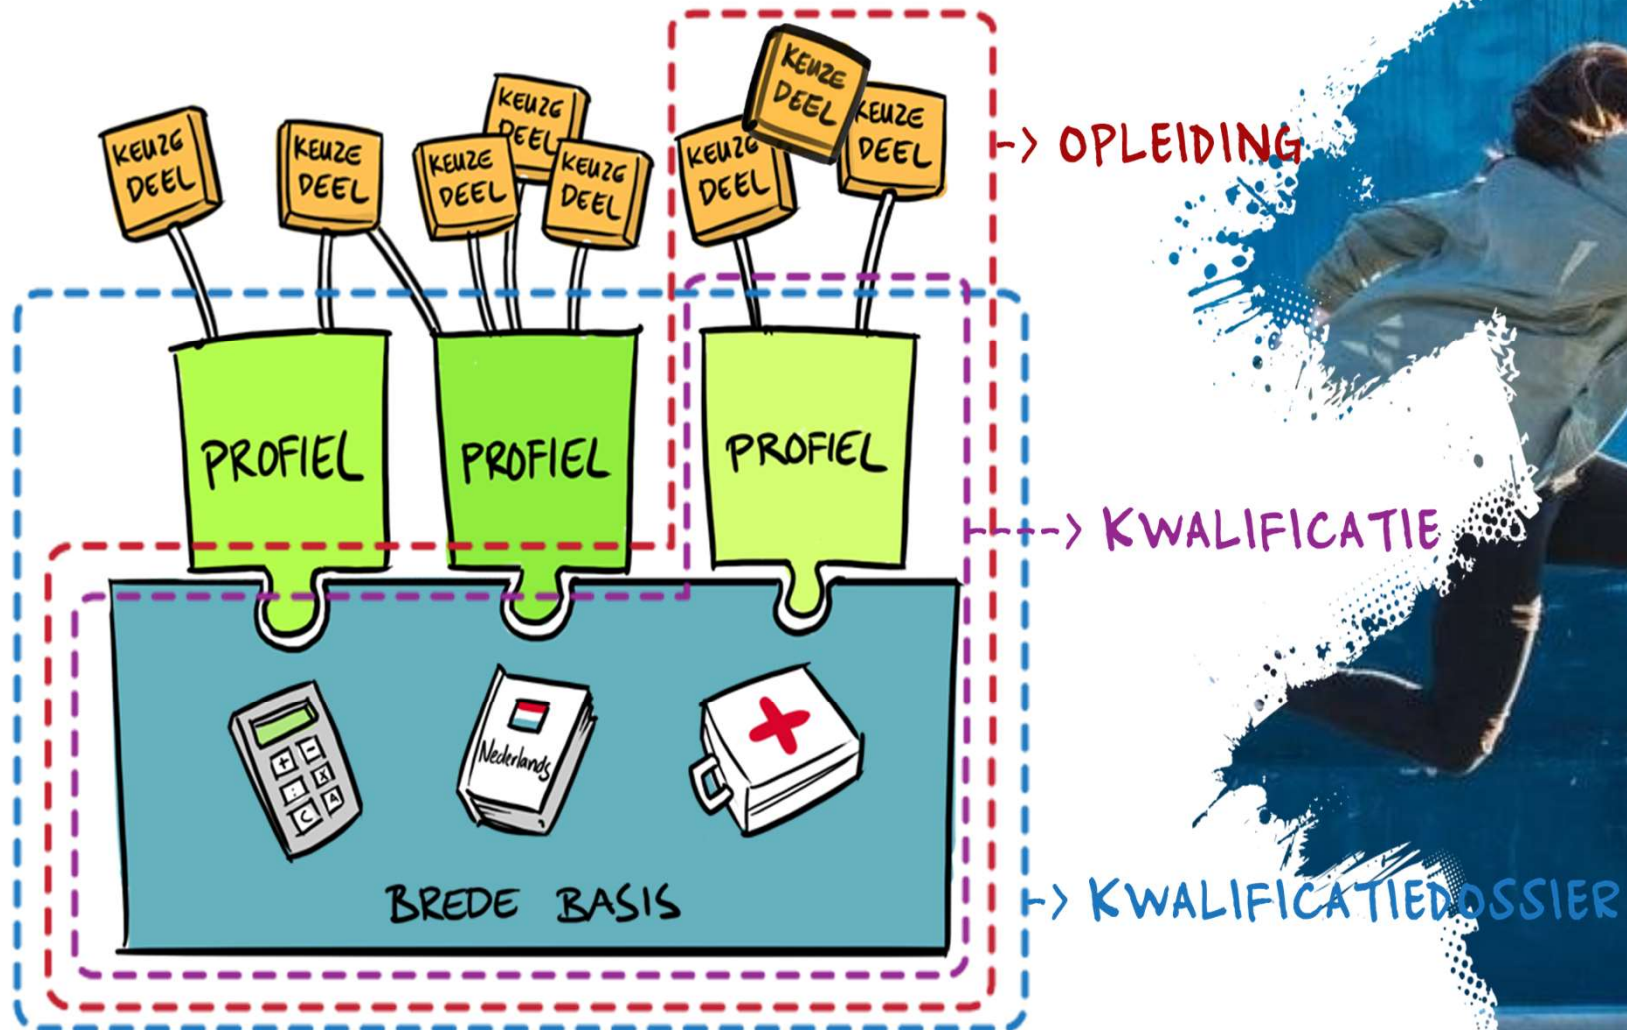 KEUZE
DEEL
KEUZE
DEEL
KEUZE
DEEL
KEUZE
DEEL
KEUZE
DEEL
KEUZE
DEEL
KEUZE
DEEL
KEUZE
DEEL
-> OPLEIDING
PROFIEL
PROFIEL
PROFIEL
---> KWALIFICATIE
+
-
:
X
C
A
Nederlands
BREDE BASIS
-> KWALIFICATIEDOSSIER